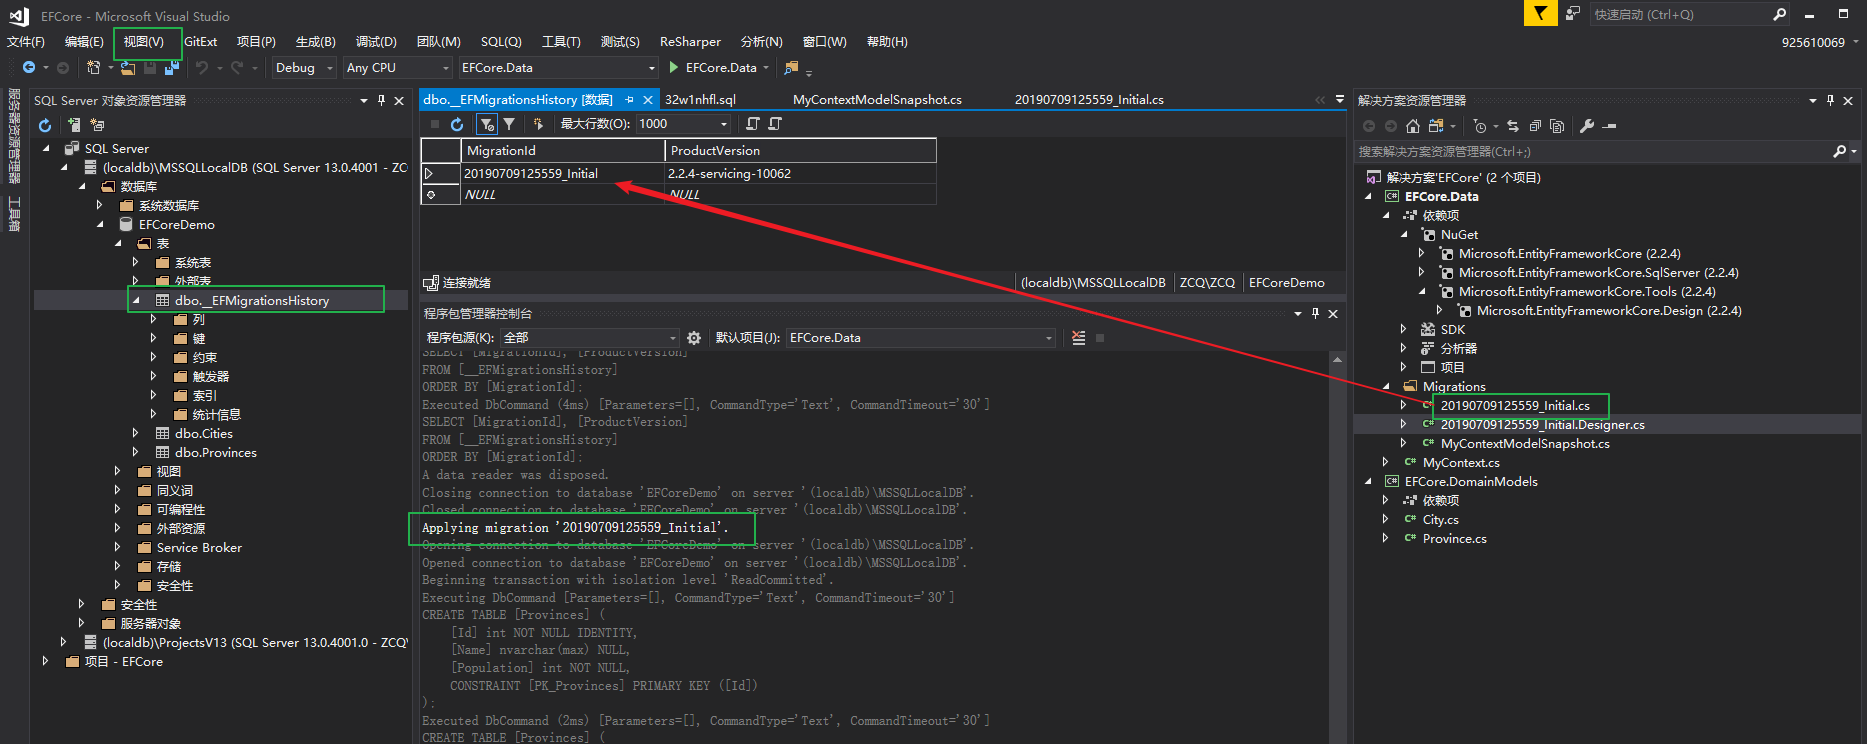 EFCore - Microsoft Visual Studio
快速启动 (Ctrl+Q)
文件(F) 编辑(E) 视图(V) GitExt 项目(P) 生成(B) 调试(D) 团队(M) SQL(Q) 工具(T) 测试(S) ReSharper 分析(N) 窗口(W) 帮助(H)
925610069
Debug Any CPU EFCore.Data EFCore.Data
服务器资源管理器
工具箱
SQL Server 对象资源管理器
SQL Server
(localdb)\MSSQLLocalDB (SQL Server 13.0.4001 - ZC
数据库
系统数据库
EFCoreDemo
表
系统表
外部表
dbo.__EFMigrationsHistory
列
键
约束
触发器
索引
统计信息
dbo.Cities
dbo.Provinces
视图
同义词
可编程性
外部资源
Service Broker
存储
安全性
安全性
服务器对象
(localdb)\ProjectsV13 (SQL Server 13.0.4001.0 - ZCQ\
项目 - EFCore
dbo.__EFMigrationsHistory [数据] 32w1nhfl.sql MyContextModelSnapshot.cs 20190709125559_Initial.cs
最大行数(O): 1000
MigrationId ProductVersion
20190709125559_Initial 2.2.4-servicing-10062
NULL NULL
连接就绪 (localdb)\MSSQLLocalDB ZCQ\ZCQ EFCoreDemo
程序包管理器控制台
程序包源(K): 全部 默认项目(J): EFCore.Data
SELECT [MigrationId], [ProductVersion]
FROM [__EFMigrationsHistory]
ORDER BY [MigrationId];
Executed DbCommand (4ms) [Parameters=[], CommandType='Text', CommandTimeout='30']
SELECT [MigrationId], [ProductVersion]
FROM [__EFMigrationsHistory]
ORDER BY [MigrationId];
A data reader was disposed.
Closing connection to database 'EFCoreDemo' on server '(localdb)\MSSQLLocalDB'.
Closed connection to database 'EFCoreDemo' on server '(localdb)\MSSQLLocalDB'.
Applying migration '20190709125559_Initial'.
Opening connection to database 'EFCoreDemo' on server '(localdb)\MSSQLLocalDB'.
Opened connection to database 'EFCoreDemo' on server '(localdb)\MSSQLLocalDB'.
Beginning transaction with isolation level 'ReadCommitted'.
Executing DbCommand [Parameters=[], CommandType='Text', CommandTimeout='30']
CREATE TABLE [Provinces] (
[Id] int NOT NULL IDENTITY,
[Name] nvarchar(max) NULL,
[Population] int NOT NULL,
CONSTRAINT [PK_Provinces] PRIMARY KEY ([Id])
);
Executed DbCommand (2ms) [Parameters=[], CommandType='Text', CommandTimeout='30']
CREATE TABLE [Provinces] (
解决方案资源管理器
搜索解决方案资源管理器(Ctrl+;)
解决方案'EFCore' (2 个项目)
EFCore.Data
依赖项
NuGet
Microsoft.EntityFrameworkCore (2.2.4)
Microsoft.EntityFrameworkCore.SqlServer (2.2.4)
Microsoft.EntityFrameworkCore.Tools (2.2.4)
Microsoft.EntityFrameworkCore.Design (2.2.4)
SDK
分析器
项目
Migrations
20190709125559_Initial.cs
20190709125559_Initial.Designer.cs
MyContextModelSnapshot.cs
MyContext.cs
EFCore.DomainModels
依赖项
City.cs
Province.cs